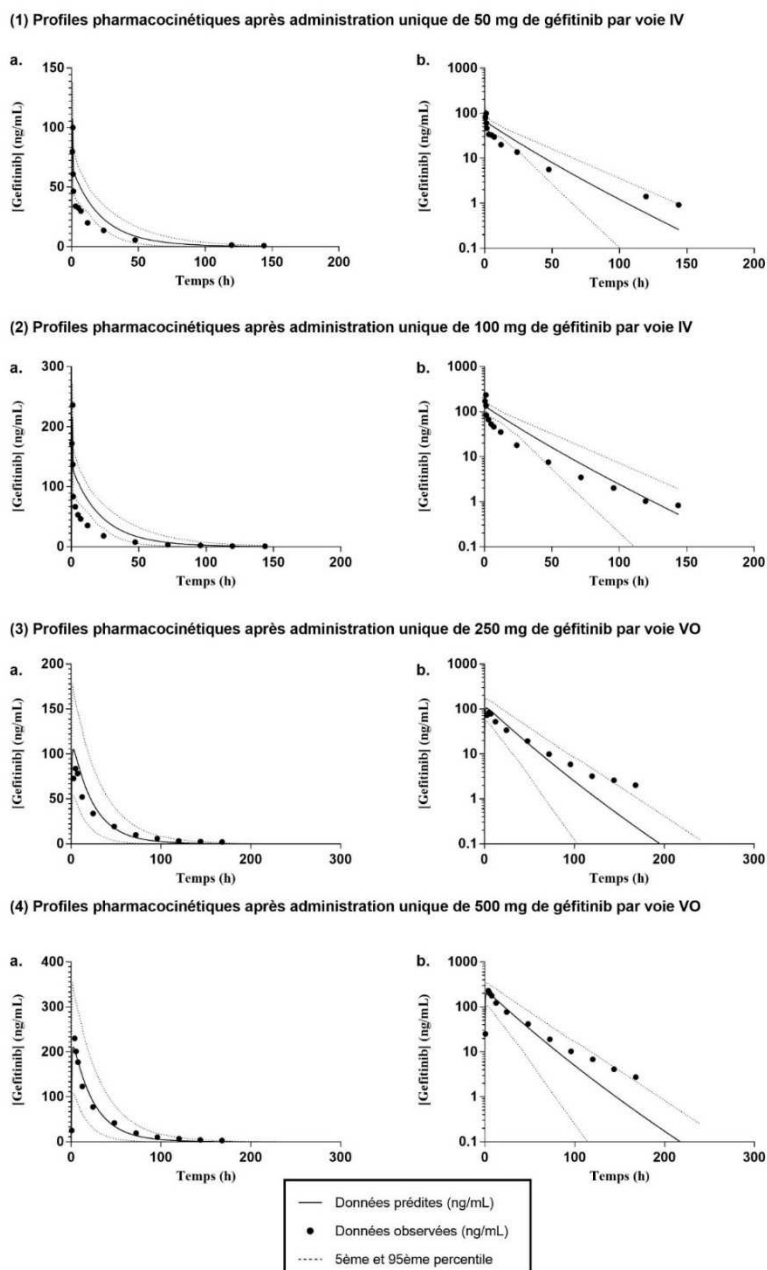 (1) Profiles pharmacocinétiques après administration unique de 50 mg de géfitinib par voie IV
a.
[Gefitinib] (ng/mL)
150
100
50
0
0 50 100 150 200
Temps (h)
b.
[Gefitinib] (ng/mL)
1000
100
10
1
0.1
0 50 100 150 200
Temps (h)
(2) Profiles pharmacocinétiques après administration unique de 100 mg de géfitinib par voie IV
a.
[Gefitinib] (ng/mL)
300
200
100
0
0 50 100 150 200
Temps (h)
b.
[Gefitinib] (ng/mL)
1000
100
10
1
0.1
0 50 100 150 200
Temps (h)
(3) Profiles pharmacocinétiques après administration unique de 250 mg de géfitinib par voie VO
a.
[Gefitinib] (ng/mL)
200
150
100
50
0
0 100 200 300
Temps (h)
b.
[Gefitinib] (ng/mL)
1000
100
10
1
0.1
0 100 200 300
Temps (h)
(4) Profiles pharmacocinétiques après administration unique de 500 mg de géfitinib par voie VO
a.
[Gefitinib] (ng/mL)
400
300
200
100
0
0 100 200 300
Temps (h)
b.
[Gefitinib] (ng/mL)
1000
100
10
1
0.1
0 100 200 300
Temps (h)
Données prédites (ng/mL)
Données observées (ng/mL)
5ème et 95ème percentile